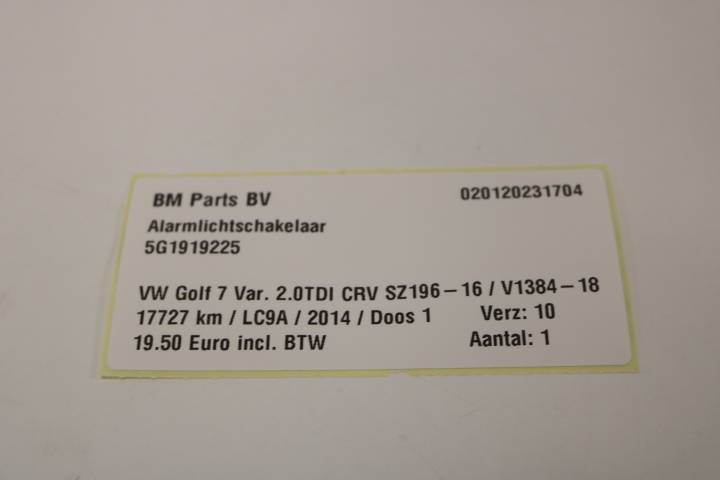 BM Parts BV 020120231704
Alarmlichtschakelaar
5G1919225
VW Golf 7 Var. 2.0TDI CRV SZ196-16 / V1384-18
17727 km / LC9A / 2014 / Doos 1 Verz: 10
19.50 Euro incl. BTW Aantal: 1